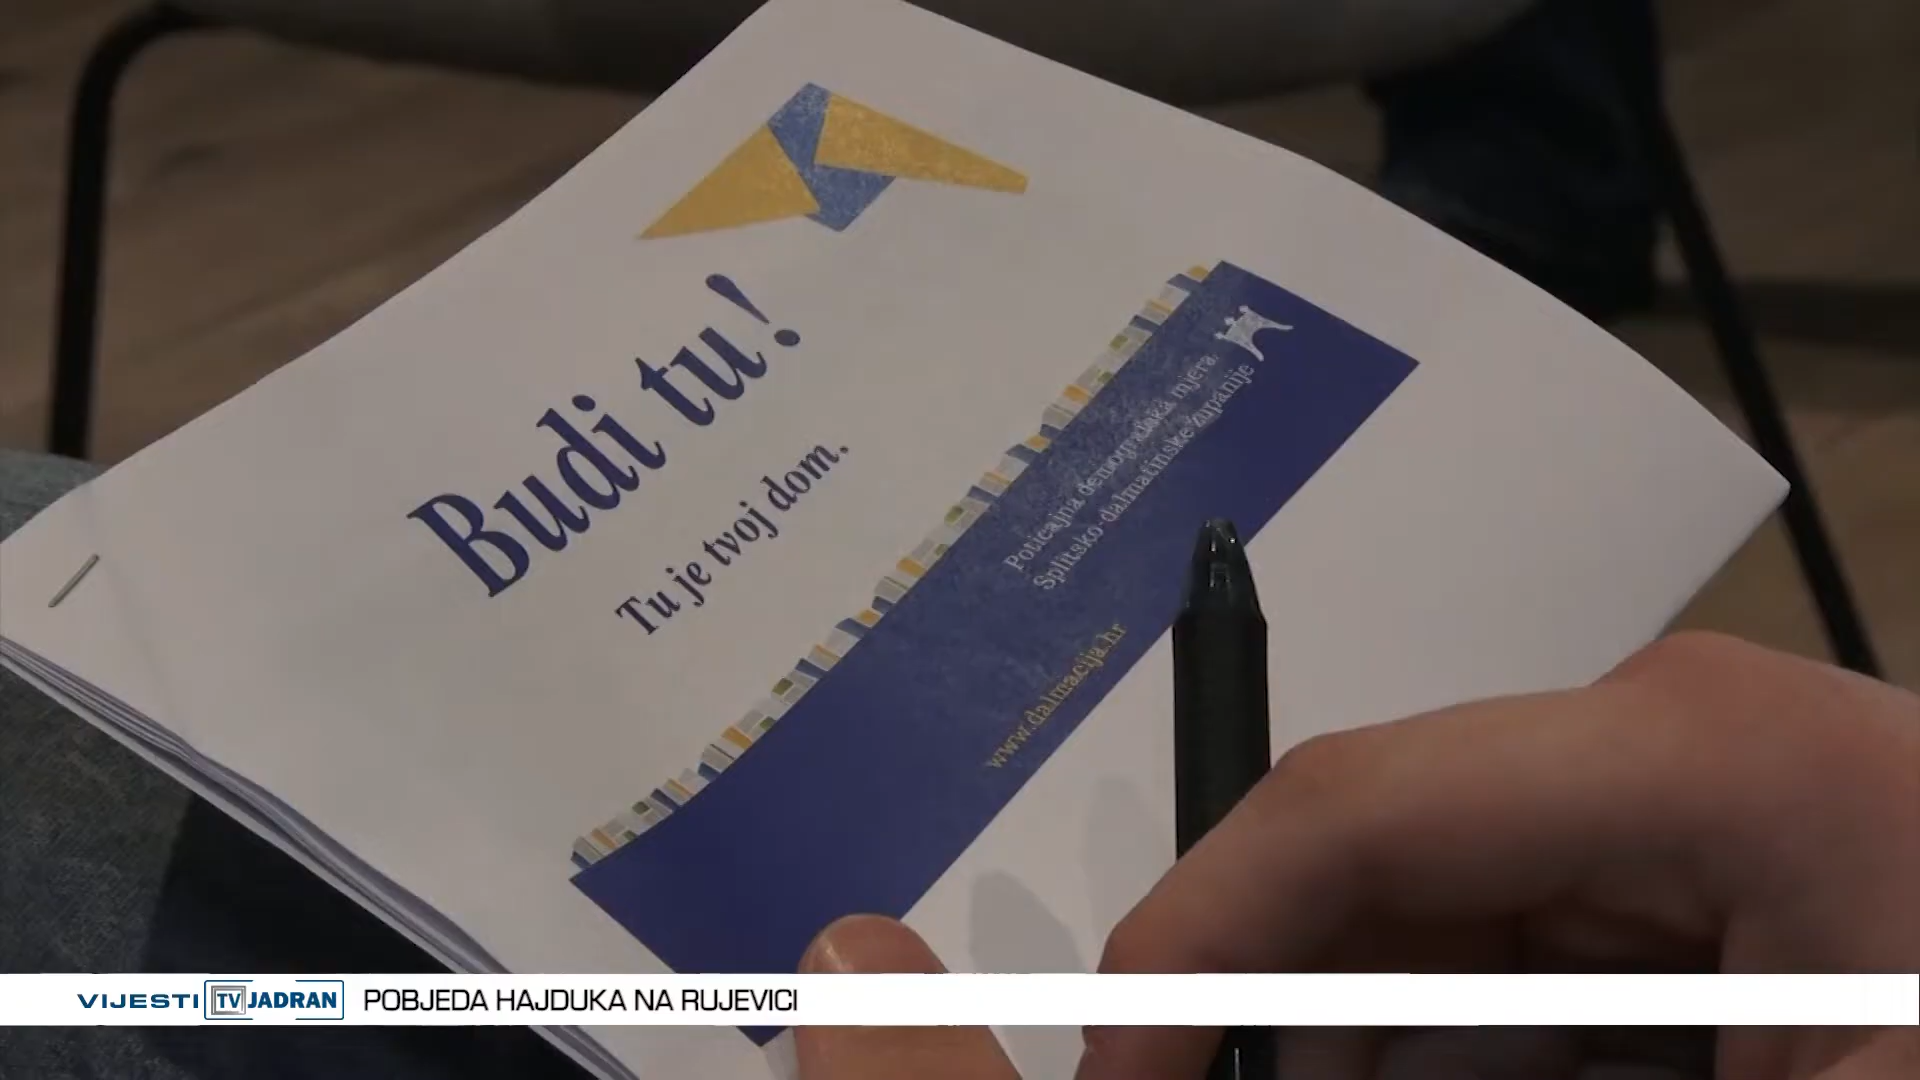 Budi tu!
Tu je tvoj dom.
Poticajna demografska mjera
Splitsko-dalmatinske županije
www.dalmacija.hr
VIJESTI TV JADRAN POBJEDA HAJDUKA NA RUJEVICI